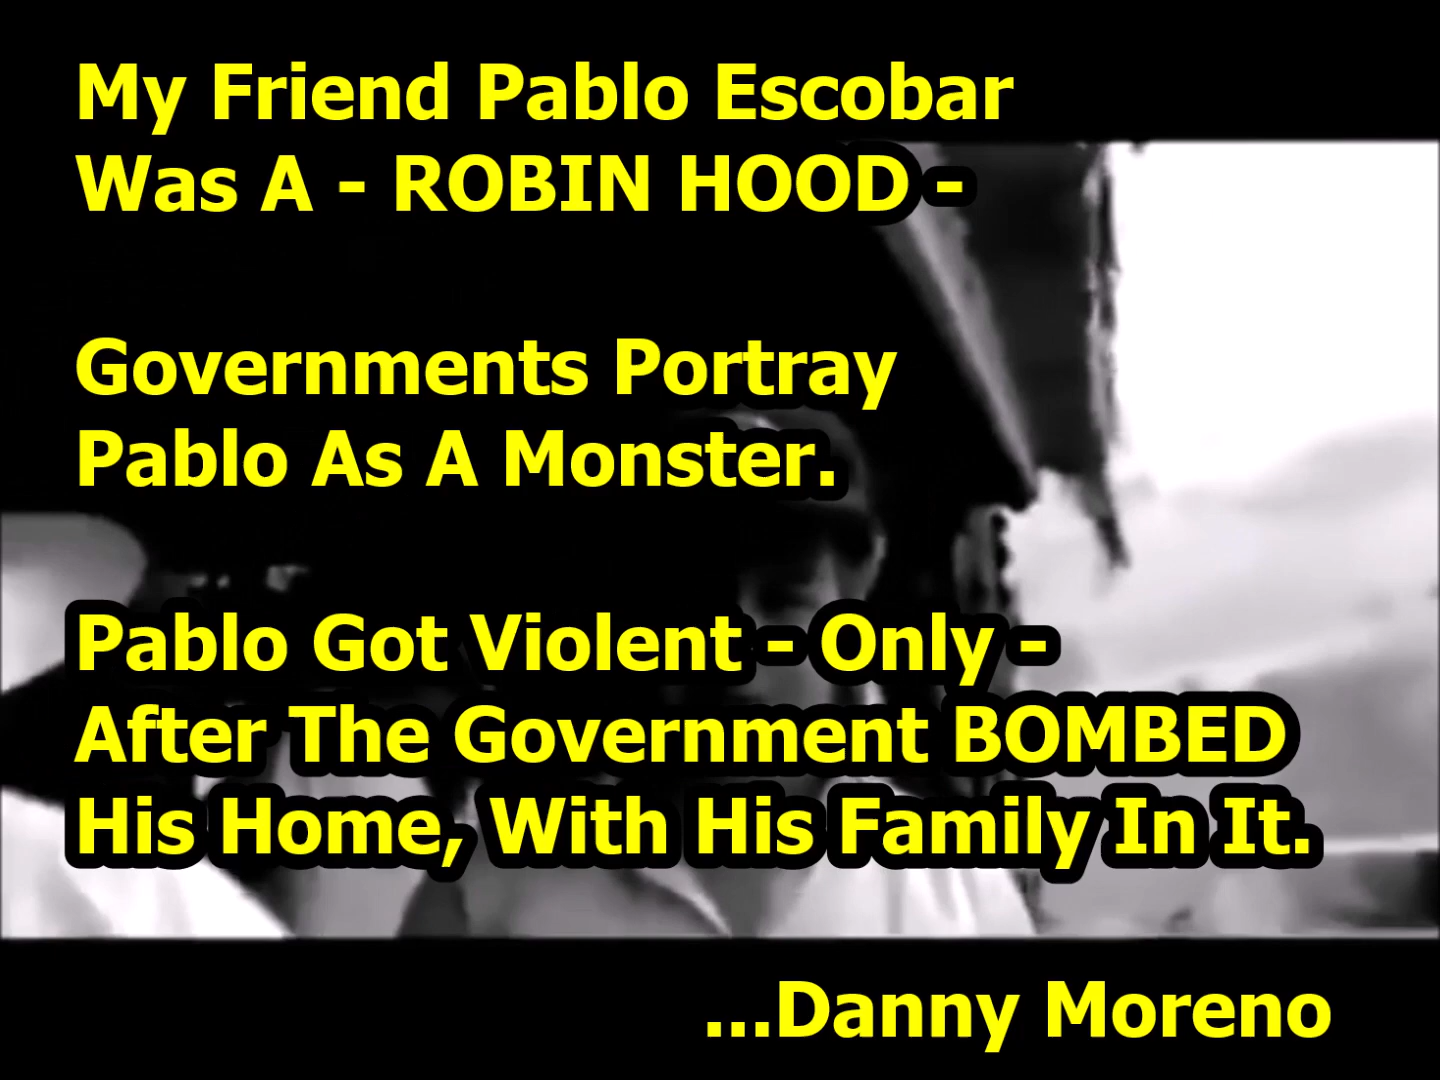 My Friend Pablo Escobar
Was A - ROBIN HOOD -
Governments Portray
Pablo As A Monster.
Pablo Got Violent - Only -
After The Government BOMBED
His Home, With His Family In It.
...Danny Moreno